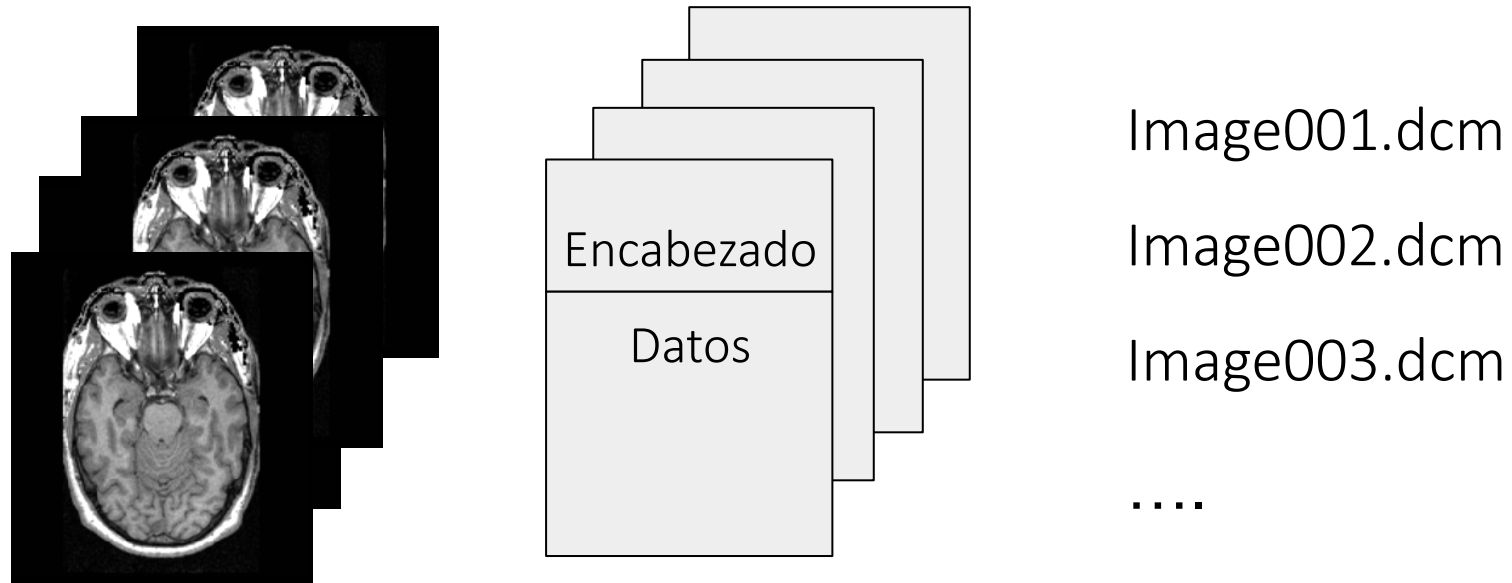 Encabezado
Datos
Image001.dcm
Image002.dcm
Image003.dcm
....